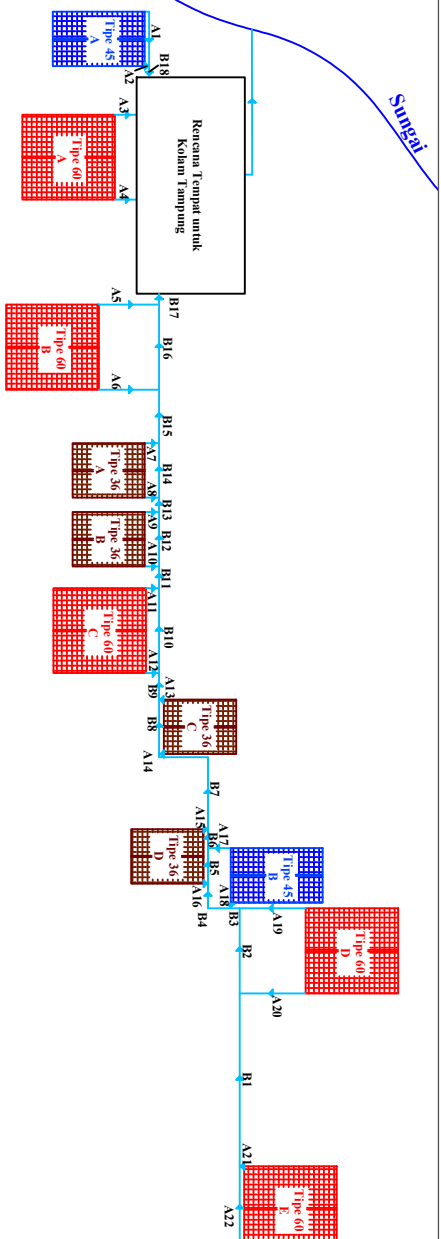 Sungai
A1
B18
A2
Tipe 45
A
A3
A4
Tipe 60
A
Rencana Tempat untuk
Kolam Tampung
B17
A5
B16
Tipe 60
B
A6
B15
A7
Tipe 36
A
B14
A8
B13
A9
Tipe 36
B
B12
A10
B11
A11
Tipe 60
C
B10
A12
B9
A13
Tipe 36
C
B8
A14
B7
A15
B6
A17
Tipe 36
D
B5
A16
Tipe 45
B
A18
B4
B3
A19
Tipe 60
D
B2
A20
B1
A21
Tipe 60
E
A22